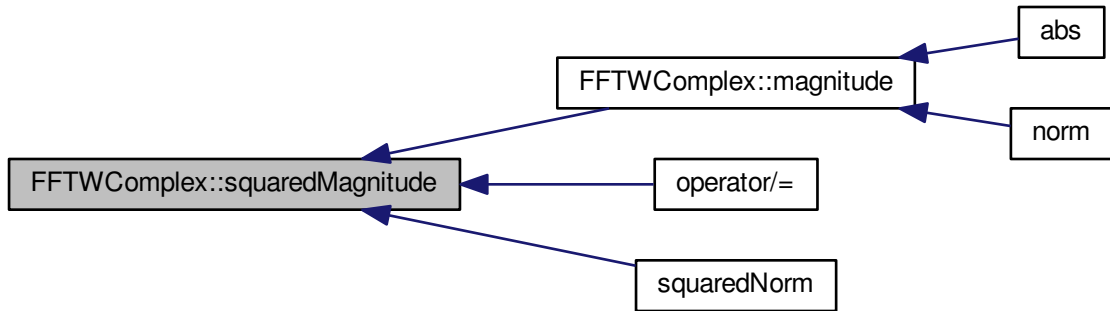 abs
FFTWComplex::magnitude
norm
FFTWComplex::squaredMagnitude
operator/=
squaredNorm